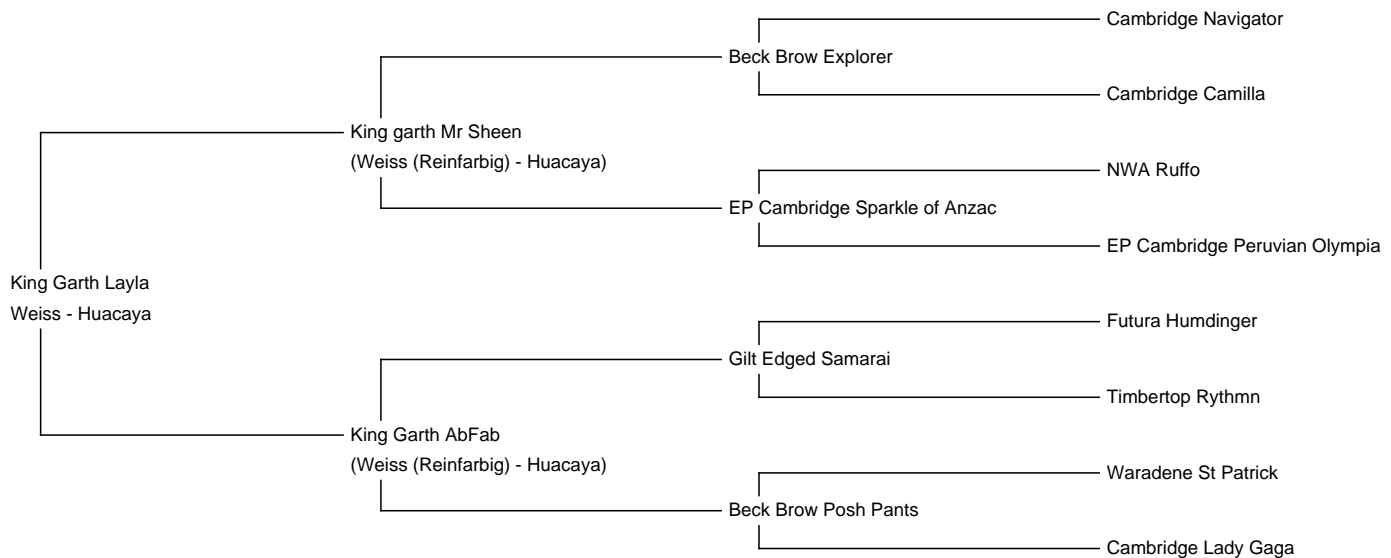 Cambridge Navigator
Beck Brow Explorer
Cambridge Camilla
King garth Mr Sheen
(Weiss (Reinfarbig) - Huacaya)
NWA Ruffo
EP Cambridge Sparkle of Anzac
EP Cambridge Peruvian Olympia
King Garth Layla
Weiss - Huacaya
Futura Humdinger
Gilt Edged Samarai
Timbertop Rythmn
King Garth AbFab
(Weiss (Reinfarbig) - Huacaya)
Waradene St Patrick
Beck Brow Posh Pants
Cambridge Lady Gaga